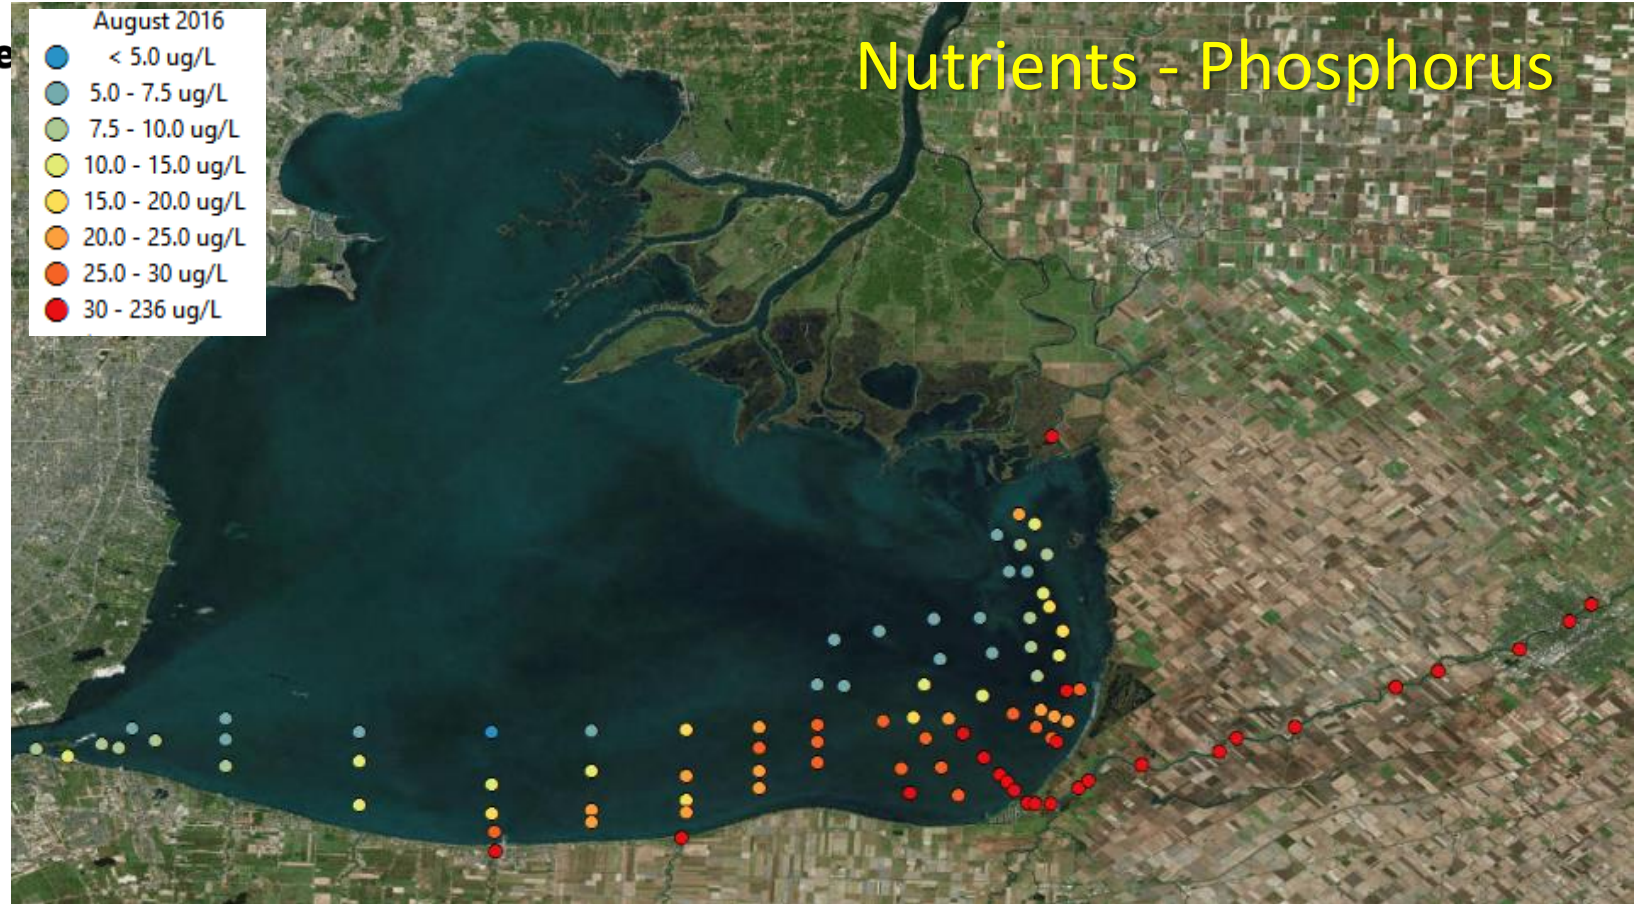 e
August 2016
< 5.0 ug/L
5.0 - 7.5 ug/L
7.5 - 10.0 ug/L
10.0 - 15.0 ug/L
15.0 - 20.0 ug/L
20.0 - 25.0 ug/L
25.0 - 30 ug/L
30 - 236 ug/L
Nutrients - Phosphorus